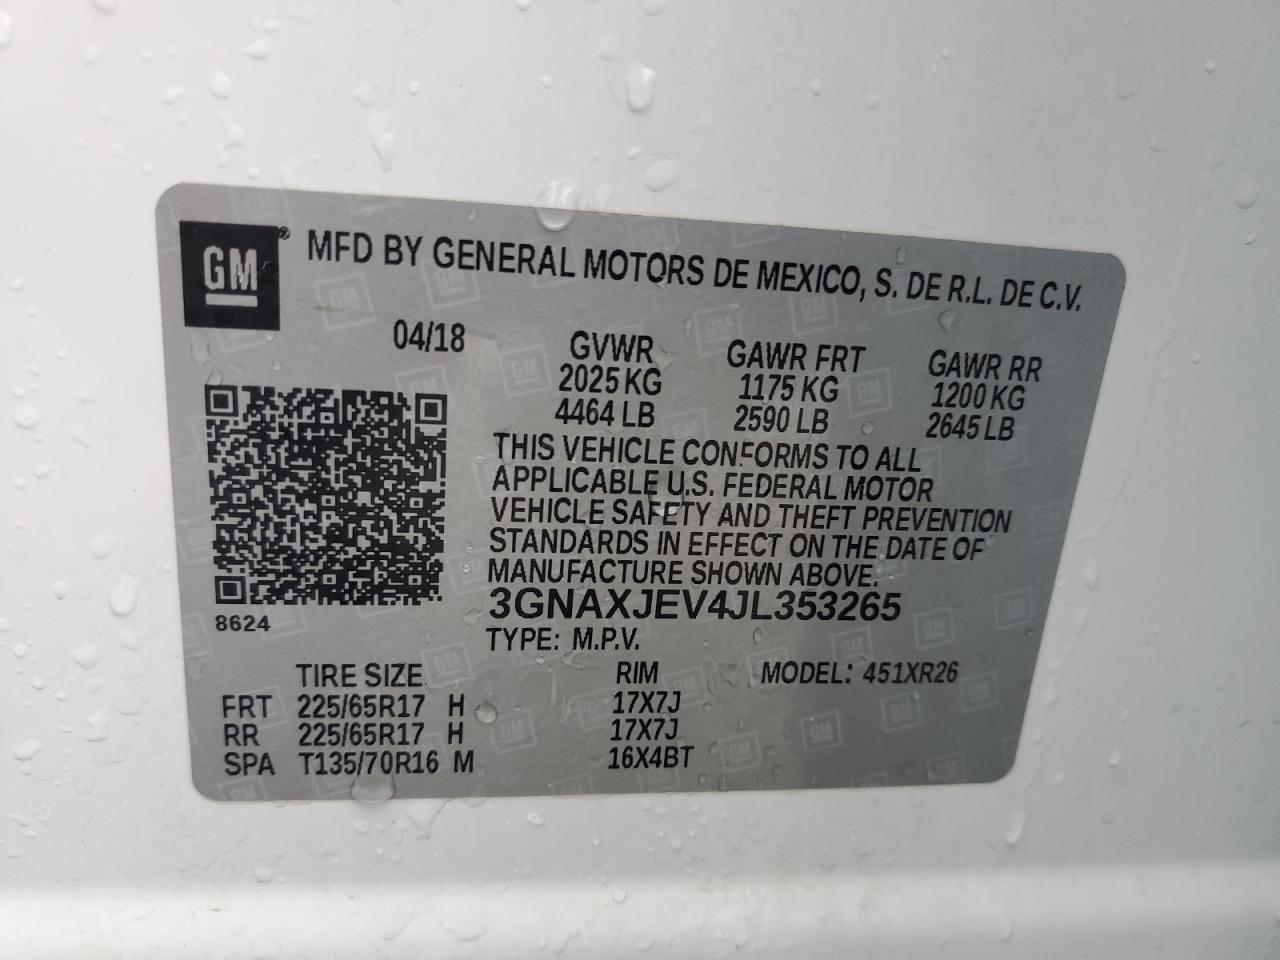 GM® MFD BY GENERAL MOTORS DE MEXICO, S. DE R.L. DE C.V.
04/18 GVWR GAWR FRT GAWR RR
2025 KG 1175 KG 1200 KG
4464 LB 2590 LB 2645 LB
THIS VEHICLE CONFORMS TO ALL
APPLICABLE U.S. FEDERAL MOTOR
VEHICLE SAFETY AND THEFT PREVENTION
STANDARDS IN EFFECT ON THE DATE OF
MANUFACTURE SHOWN ABOVE.
3GNAXJEV4JL353265
8624 TYPE: M.P.V.
TIRE SIZE RIM MODEL: 451XR26
FRT 225/65R17 H 17X7J
RR 225/65R17 H 17X7J
SPA T135/70R16 M 16X4BT